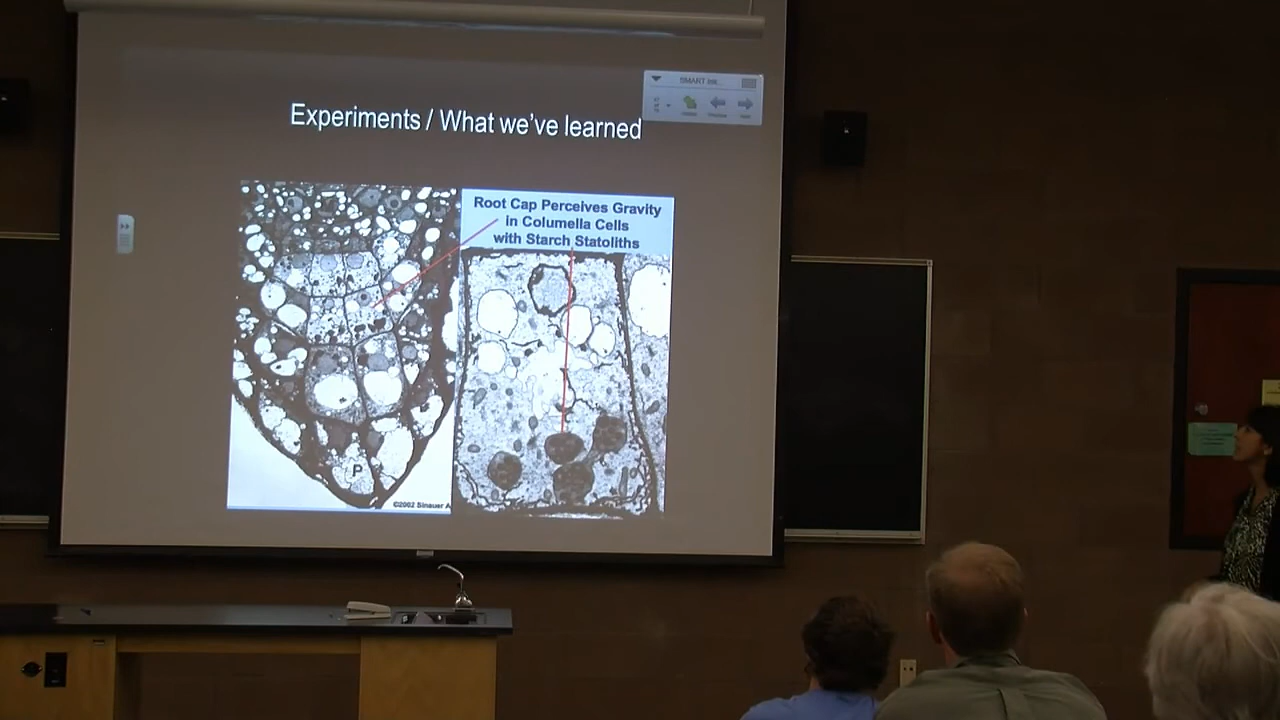 SMART Ink...
Experiments / What we've learned
Root Cap Perceives Gravity
in Columella Cells
with Starch Statoliths
P
©2002 Sinauer A